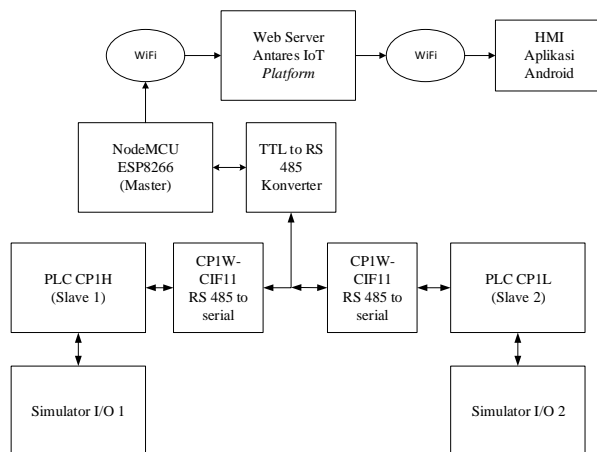 WiFi
Web Server
Antares IoT
Platform
WiFi
HMI
Aplikasi
Android
NodeMCU
ESP8266
(Master)
TTL to RS
485
Konverter
PLC CP1H
(Slave 1)
CP1W-
CIF11
RS 485 to
serial
CP1W-
CIF11
RS 485 to
serial
PLC CP1L
(Slave 2)
Simulator I/O 1
Simulator I/O 2